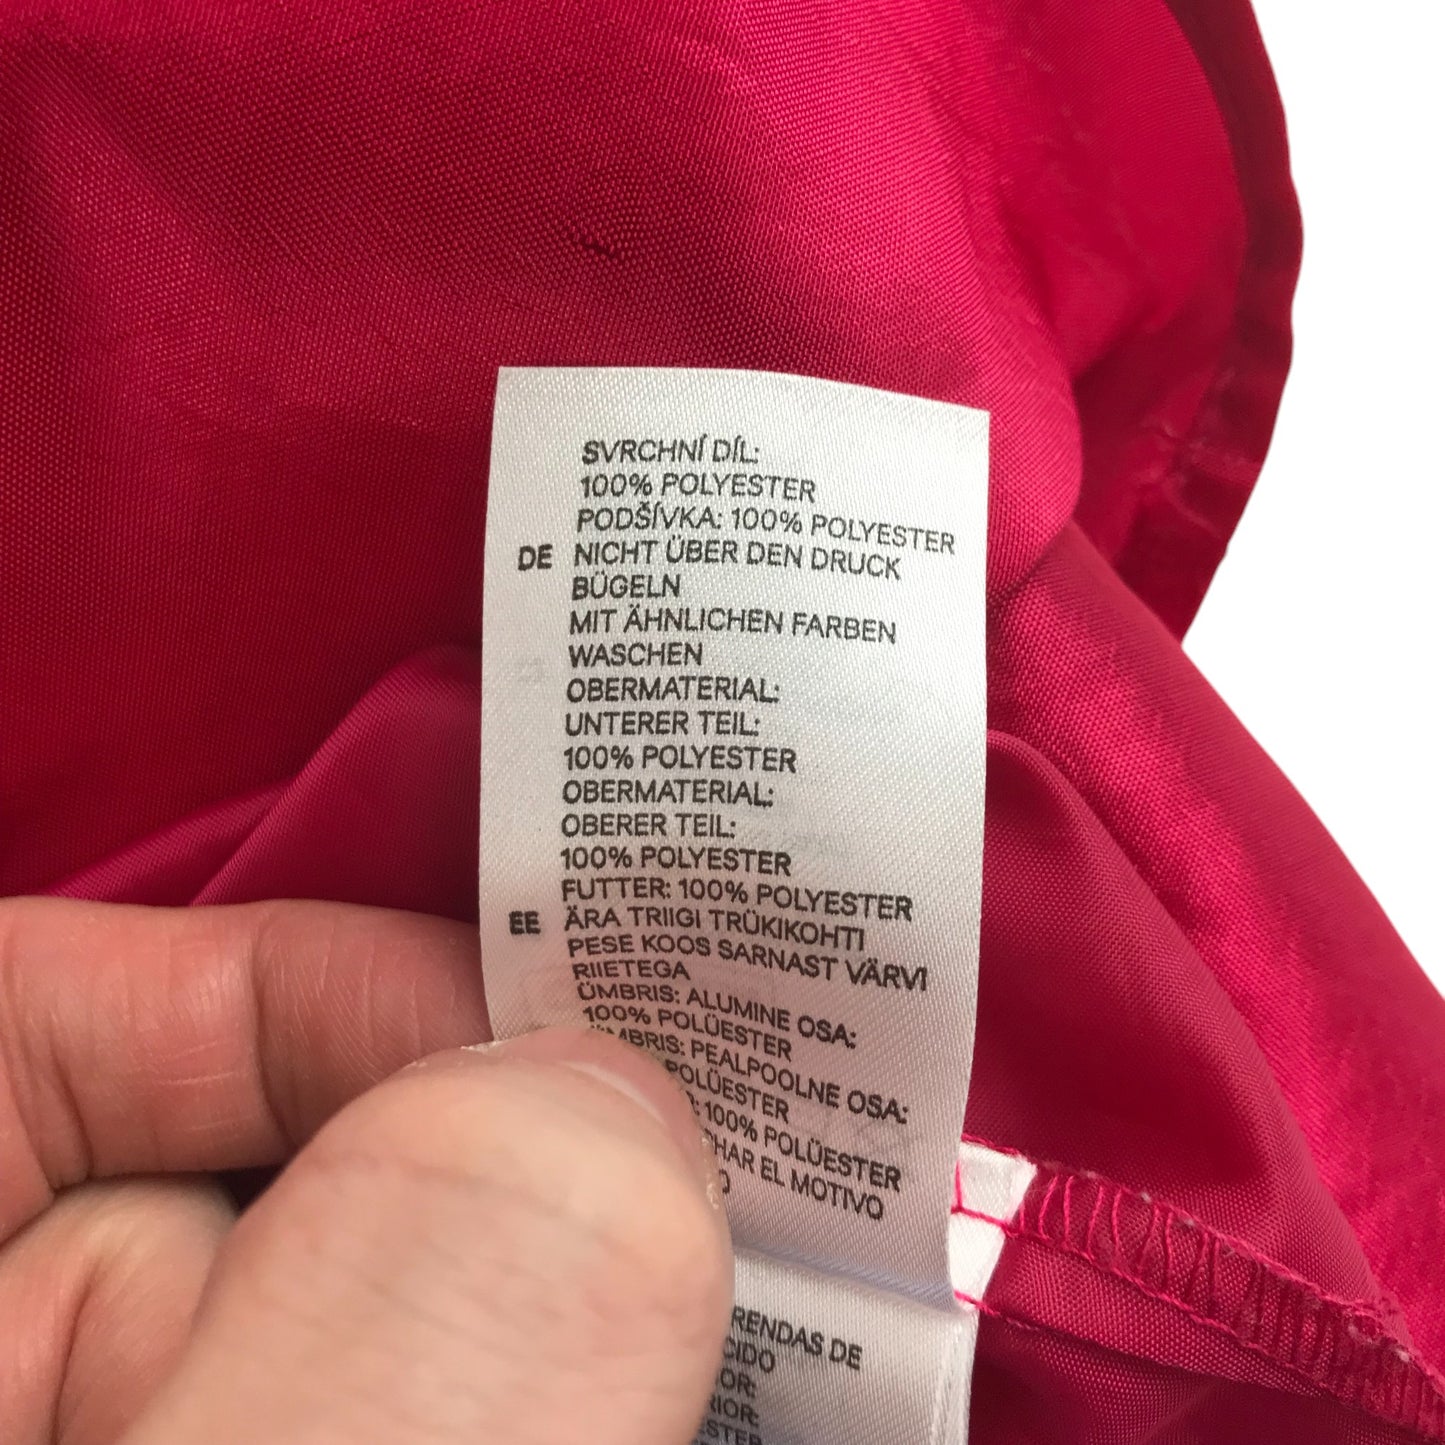 SVRCHNÍ DÍL:
100% POLYESTER
PODŠÍVKA: 100% POLYESTER
DE NICHT ÜBER DEN DRUCK
BÜGELN
MIT ÄHNLICHEN FARBEN
WASCHEN
OBERMATERIAL:
UNTERER TEIL:
100% POLYESTER
OBERMATERIAL:
OBERER TEIL:
100% POLYESTER
FUTTER: 100% POLYESTER
EE ÄRA TRIIGI TRÜKIKOHTI
PESE KOOS SARNAST VÄRVI
RIIETEGA
ÜMBRIS: ALUMINE OSA:
100% POLÜESTER
PEALPOOLNE OSA:
POLÜESTER
100% POLÜESTER
EL MOTIVO
DE